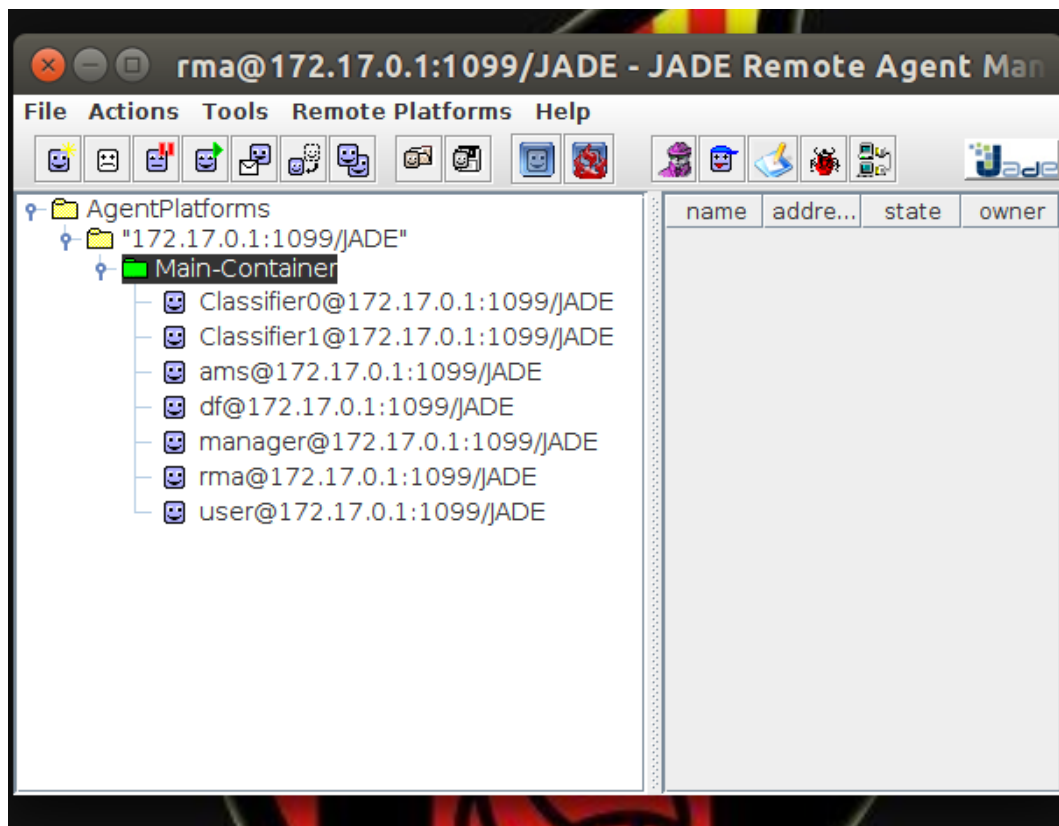 rma@172.17.0.1:1099/JADE - JADE Remote Agent Man
File Actions Tools Remote Platforms Help
Jade
AgentPlatforms
name addre... state owner
"172.17.0.1:1099/JADE"
Main-Container
Classifier0@172.17.0.1:1099/JADE
Classifier1@172.17.0.1:1099/JADE
ams@172.17.0.1:1099/JADE
df@172.17.0.1:1099/JADE
manager@172.17.0.1:1099/JADE
rma@172.17.0.1:1099/JADE
user@172.17.0.1:1099/JADE